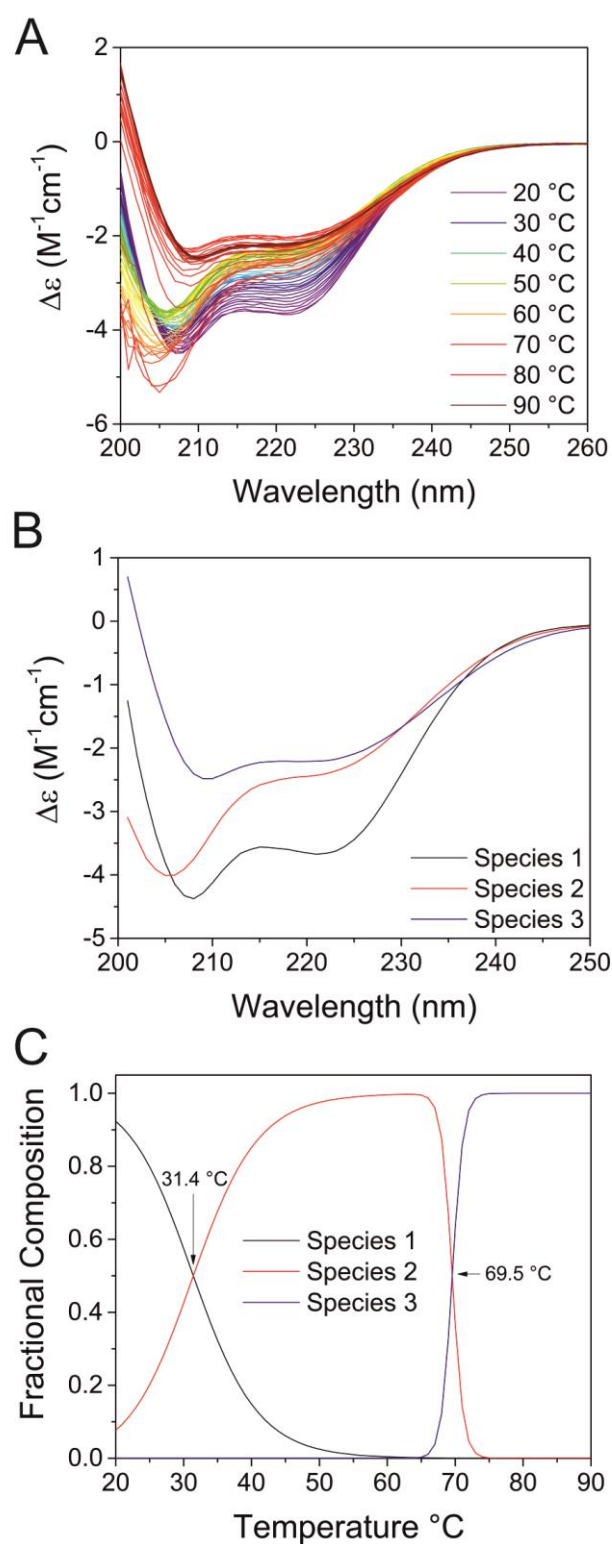 A
2
0
-2
-4
-6
Δε (M⁻¹cm⁻¹)
20 °C
30 °C
40 °C
50 °C
60 °C
70 °C
80 °C
90 °C
200 210 220 230 240 250 260
Wavelength (nm)
B
1
0
-1
-2
-3
-4
-5
Δε (M⁻¹cm⁻¹)
Species 1
Species 2
Species 3
200 210 220 230 240 250
Wavelength (nm)
C
1.0
0.8
0.6
0.4
0.2
0.0
Fractional Composition
31.4 °C
Species 1
Species 2
Species 3
69.5 °C
20 30 40 50 60 70 80 90
Temperature °C